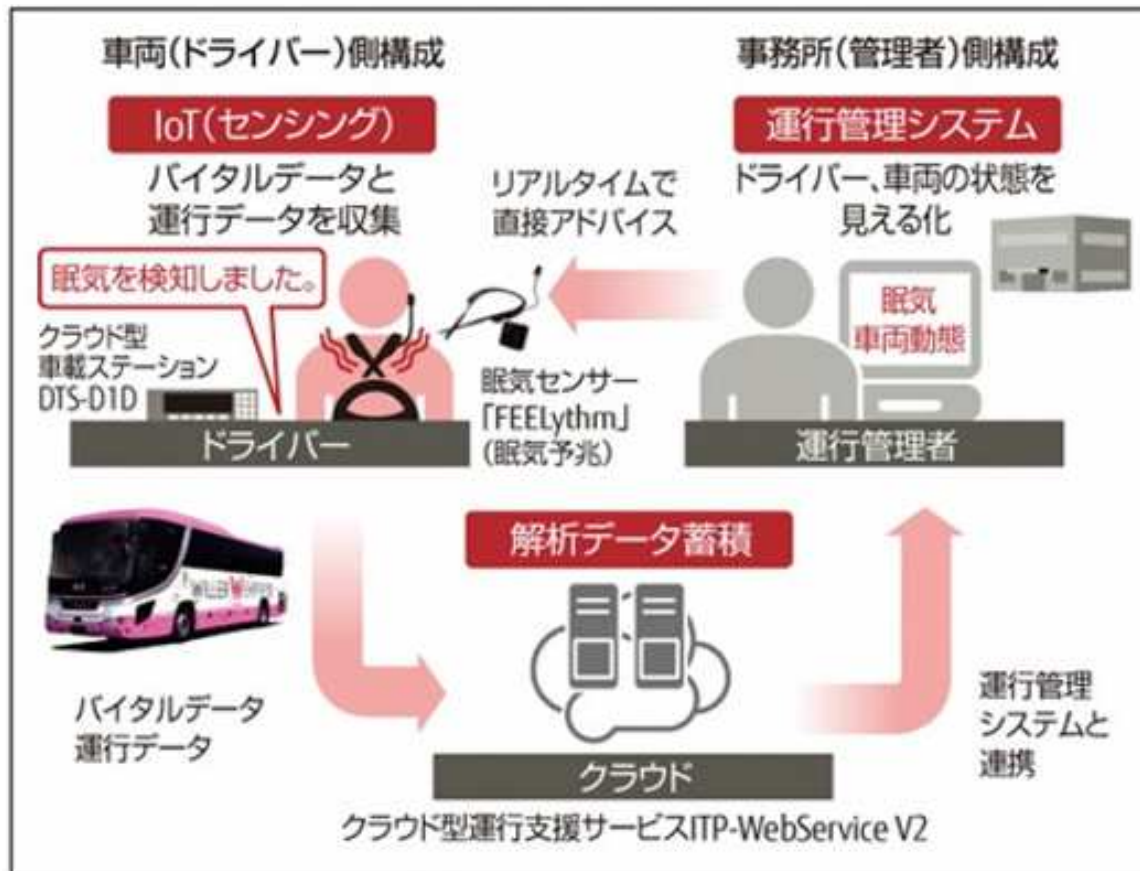 車両(ドライバー)側構成
IoT(センシング)
バイタルデータと
運行データを収集
眠気を検知しました。
クラウド型
車載ステーション
DTS-D1D
ドライバー
リアルタイムで
直接アドバイス
眠気センサー
「FEELythm」
(眠気予兆)
事務所(管理者)側構成
運行管理システム
ドライバー、車両の状態を
見える化
眠気
車両動態
運行管理者
バイタルデータ
運行データ
解析データ蓄積
クラウド
クラウド型運行支援サービスITP-WebService V2
運行管理
システムと
連携